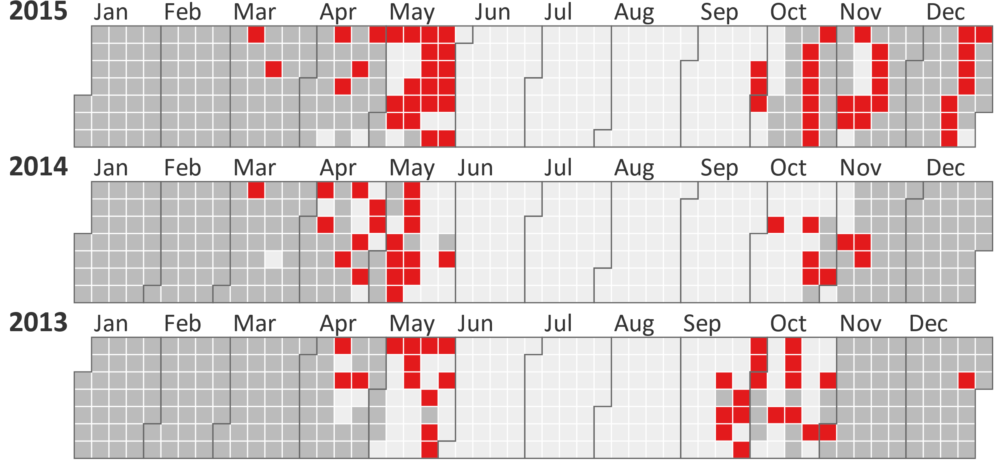 2015 Jan Feb Mar Apr May Jun Jul Aug Sep Oct Nov Dec
2014 Jan Feb Mar Apr May Jun Jul Aug Sep Oct Nov Dec
2013 Jan Feb Mar Apr May Jun Jul Aug Sep Oct Nov Dec